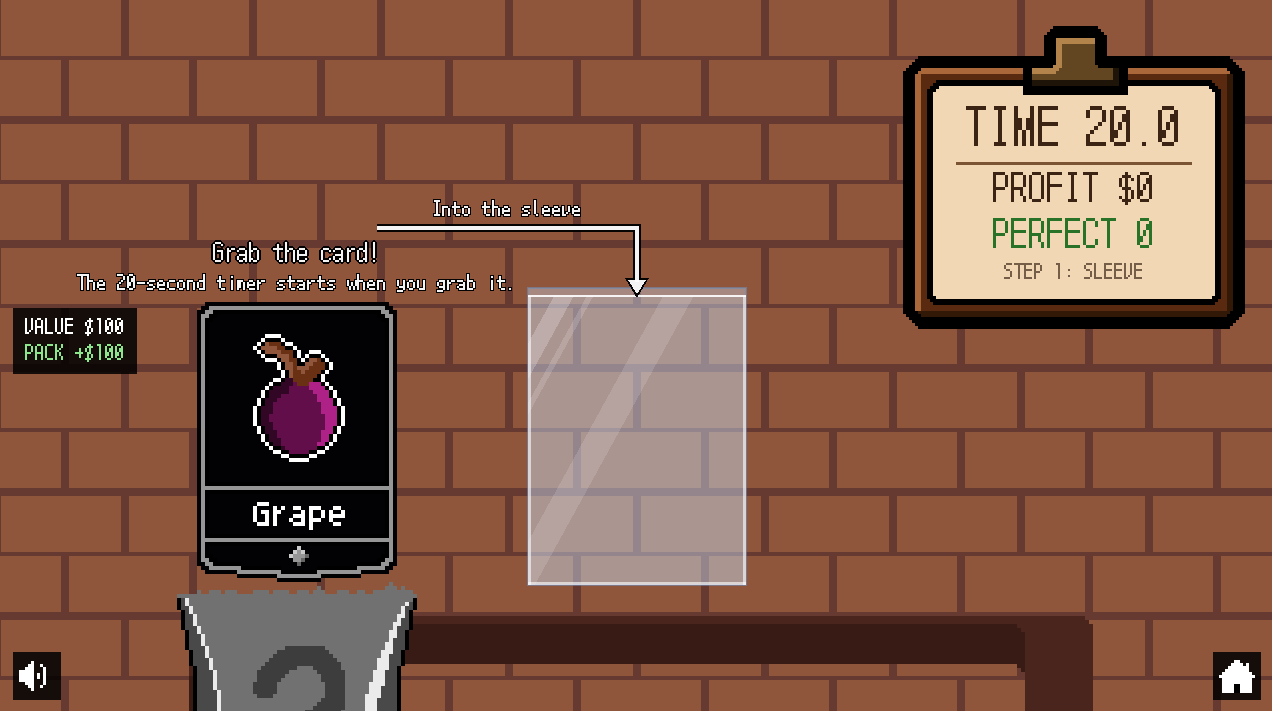 TIME 20.0
PROFIT $0
PERFECT 0
STEP 1: SLEEVE
Into the sleeve
Grab the card!
The 20-second timer starts when you grab it.
VALUE $100
PACK +$100
Grape
?